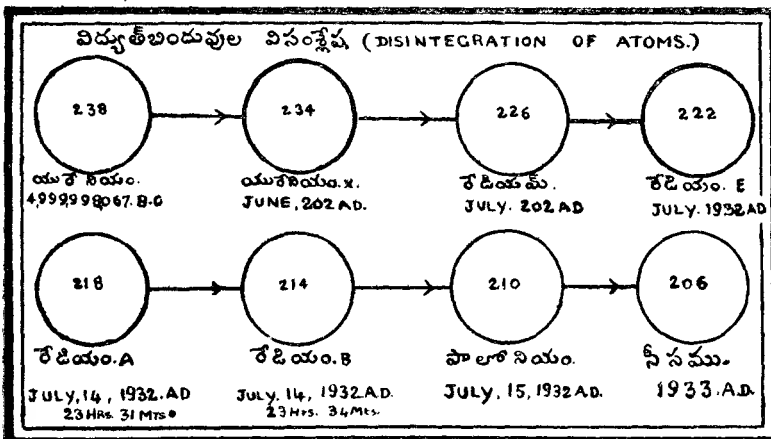 విద్యుత్‌బిందువుల విసంశ్లేష (DISINTEGRATION OF ATOMS.)
238 234 226 222
యురేనియం. యురేనియం.x. రేడియమ్. రేడియం. E
4,999,998,067.B.C JUNE, 202 AD. JULY. 202 AD JULY. 1932 AD
218 214 210 206
రేడియం.A రేడియం.B పాలోనియం. సీసము.
JULY, 14, 1932. AD JULY. 14, 1932 A.D. JULY, 15, 1932 A.D. 1933. A.D.
23 HRS. 31 MTS. 23 Hrs. 34 Mts.